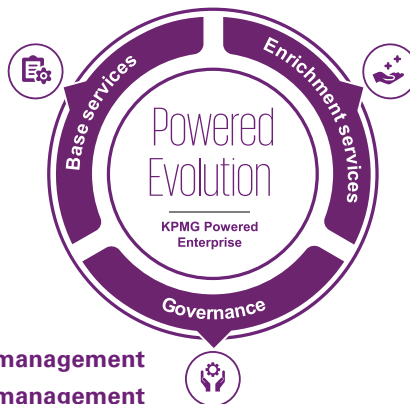 Base services
Enrichment services
Powered
Evolution
KPMG Powered
Enterprise
Governance
management
management